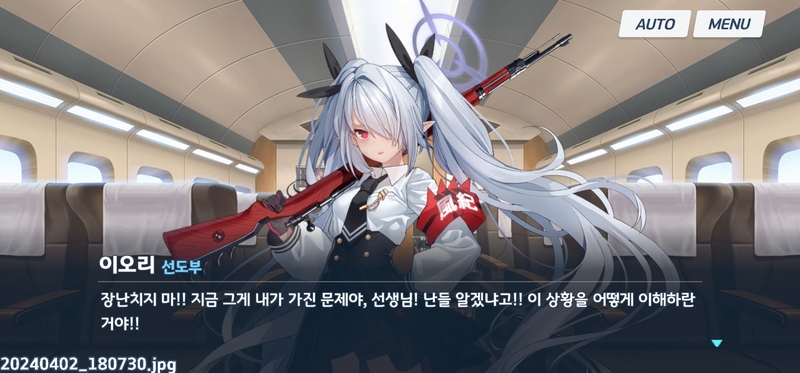 AUTO
MENU
風紀
이오리 선도부
장난치지 마!! 지금 그게 내가 가진 문제야, 선생님! 난들 알겠냐고!! 이 상황을 어떻게 이해하란
거야!!
20240402_180730.jpg